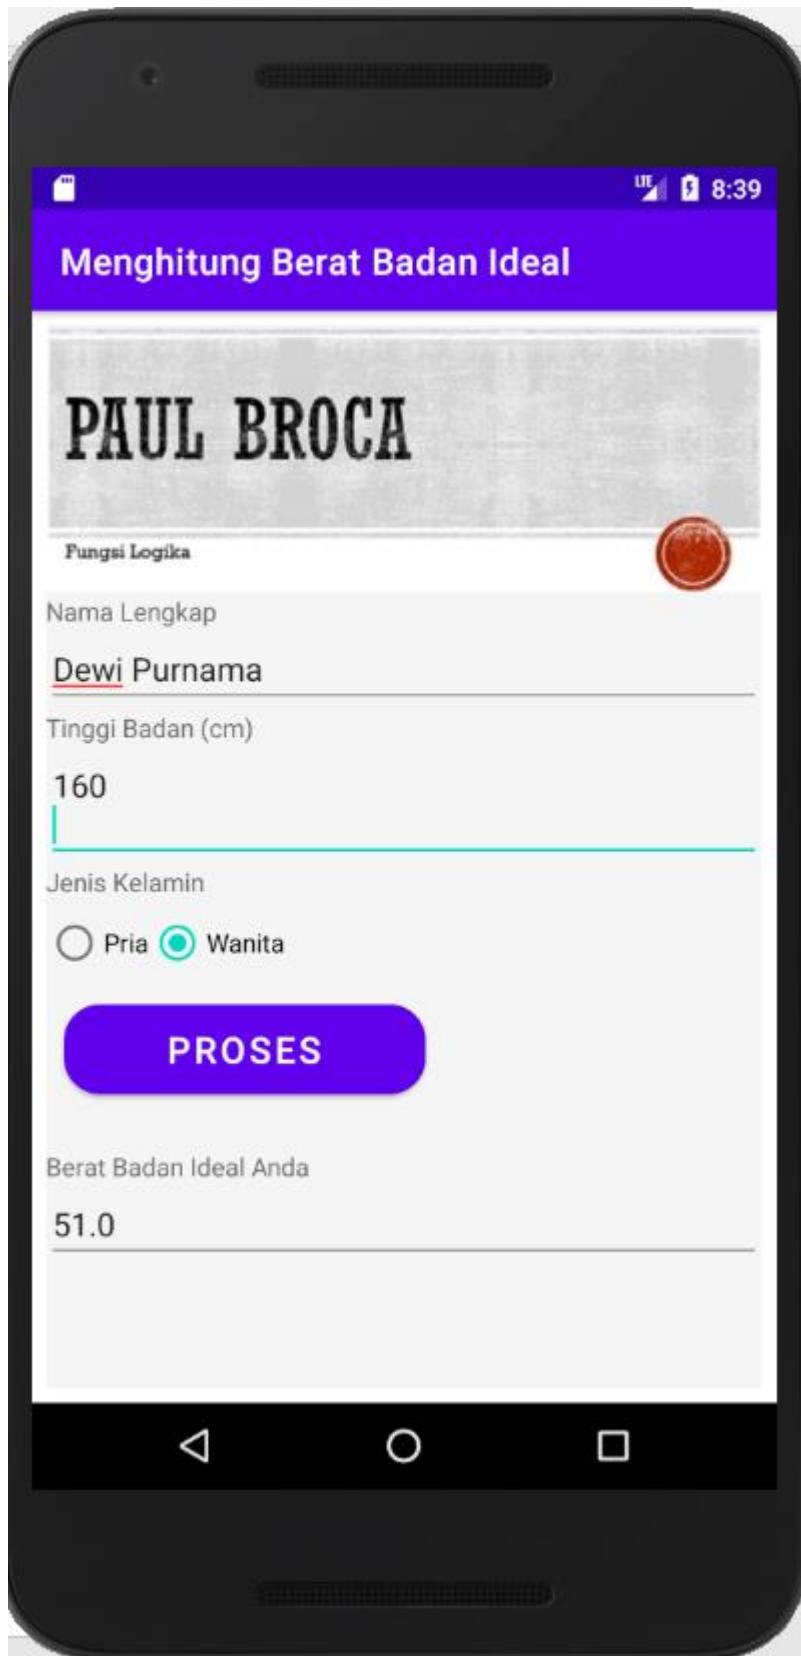 LTE 8:39
Menghitung Berat Badan Ideal
PAUL BROCA
Fungsi Logika
Nama Lengkap
Dewi Purnama
Tinggi Badan (cm)
160
Jenis Kelamin
Pria Wanita
PROSES
Berat Badan Ideal Anda
51.0